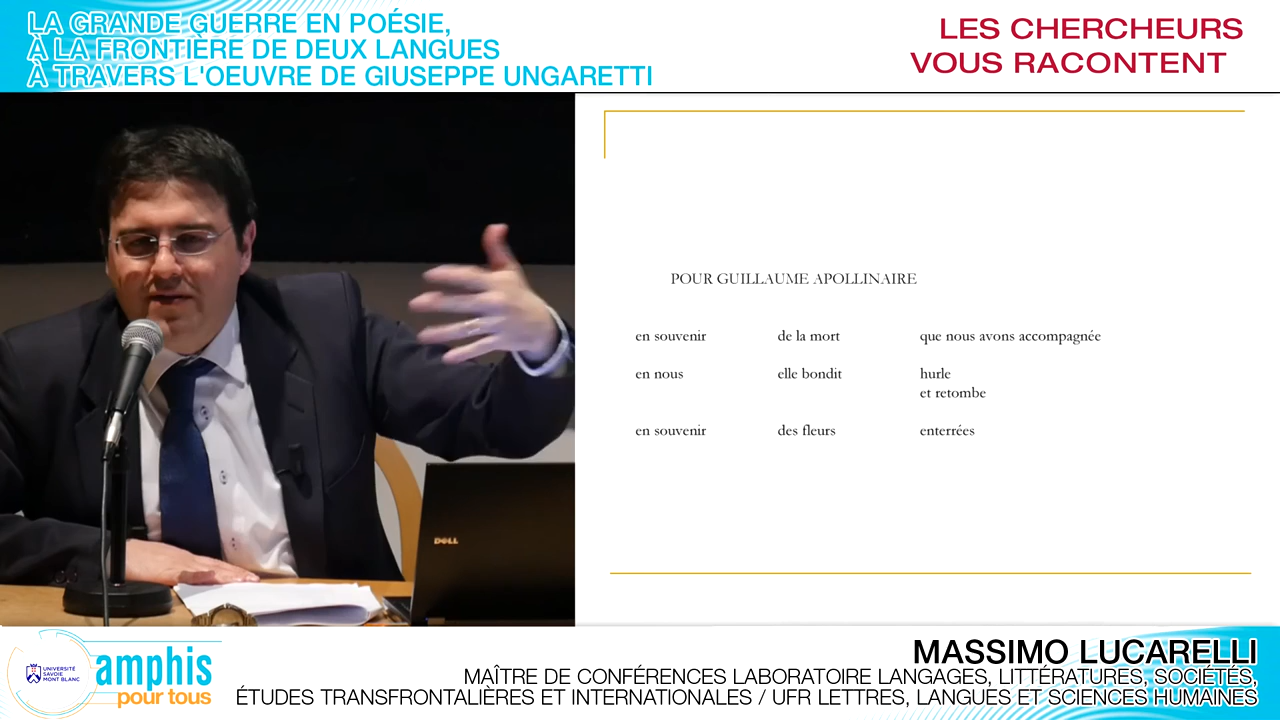 LA GRANDE GUERRE EN POÉSIE,
À LA FRONTIÈRE DE DEUX LANGUES
À TRAVERS L'OEUVRE DE GIUSEPPE UNGARETTI
LES CHERCHEURS
VOUS RACONTENT
POUR GUILLAUME APOLLINAIRE
en souvenir de la mort que nous avons accompagnée
en nous elle bondit hurle
et retombe
en souvenir des fleurs enterrées
DELL
UNIVERSITÉ
SAVOIE
MONT BLANC
amphis
pour tous
MASSIMO LUCARELLI
MAÎTRE DE CONFÉRENCES LABORATOIRE LANGAGES, LITTÉRATURES, SOCIÉTÉS,
ÉTUDES TRANSFRONTALIÈRES ET INTERNATIONALES / UFR LETTRES, LANGUES ET SCIENCES HUMAINES